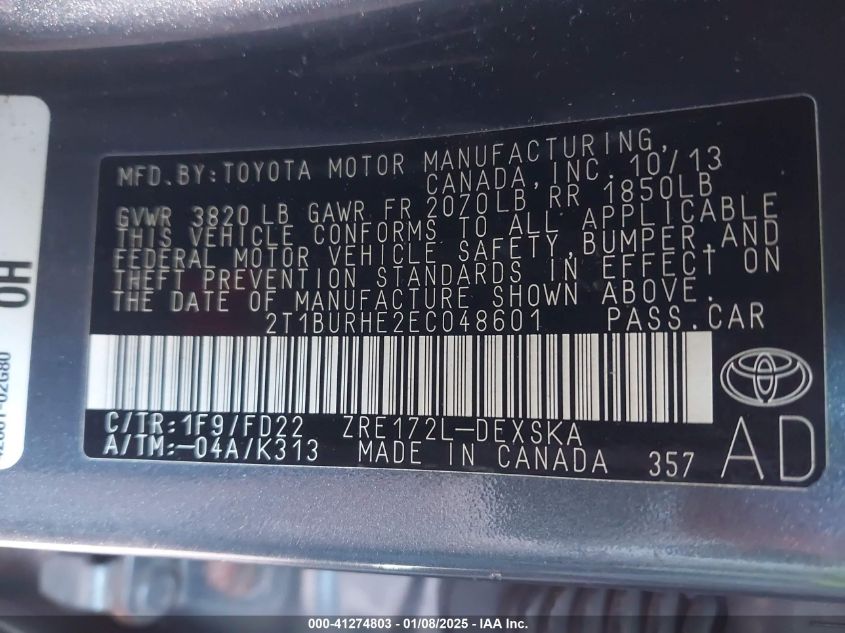 MFD.BY:TOYOTA MOTOR MANUFACTURING,
CANADA,INC. 10/13
GVWR 3820 LB GAWR FR 2070LB RR 1850LB
THIS VEHICLE CONFORMS TO ALL APPLICABLE
FEDERAL MOTOR VEHICLE SAFETY,BUMPER,AND
THEFT PREVENTION STANDARDS IN EFFECT ON
THE DATE OF MANUFACTURE SHOWN ABOVE.
2T1BURHE2EC048601 PASS.CAR
C/TR:1F9/FD22 ZRE172L-DEXSKA
A/TM:-04A/K313 MADE IN CANADA 357
AD
0H
000-41274803 — 01/08/2025 — IAA Inc.